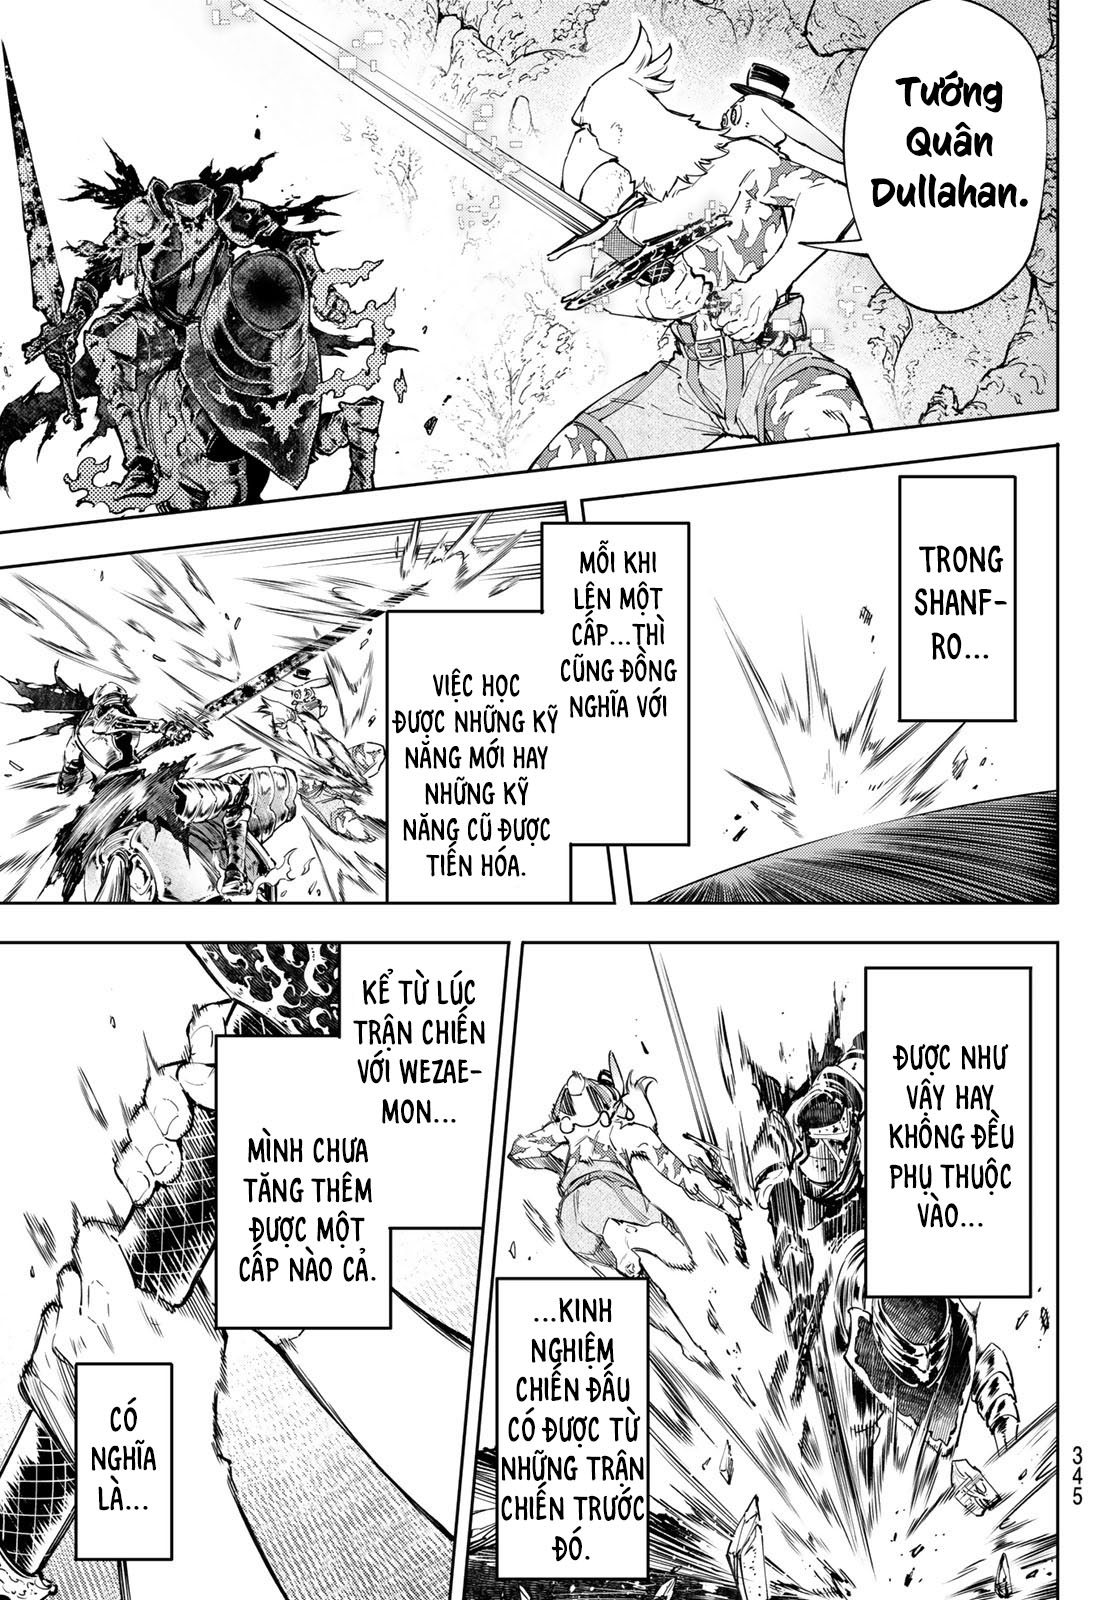 Tướng
Quân
Dullahan.
TRONG
SHANF-
RO...
MỖI KHI
LÊN MỘT
CẤP...THÌ
CŨNG ĐỒNG
NGHĨA VỚI
VIỆC HỌC
ĐƯỢC NHỮNG KỸ
NĂNG MỚI HAY
NHỮNG KỸ
NĂNG CŨ ĐƯỢC
TIẾN HÓA.
ĐƯỢC NHƯ
VẬY HAY
KHÔNG ĐỀU
PHỤ THUỘC
VÀO...
...KINH
NGHIỆM
CHIẾN ĐẤU
CÓ ĐƯỢC TỪ
NHỮNG TRẬN
CHIẾN TRƯỚC
ĐÓ.
KỂ TỪ LÚC
TRẬN CHIẾN
VỚI WEZAE-
MON...
MÌNH CHƯA
TĂNG THÊM
ĐƯỢC MỘT
CẤP NÀO CẢ.
CÓ
NGHĨA
LÀ...
345